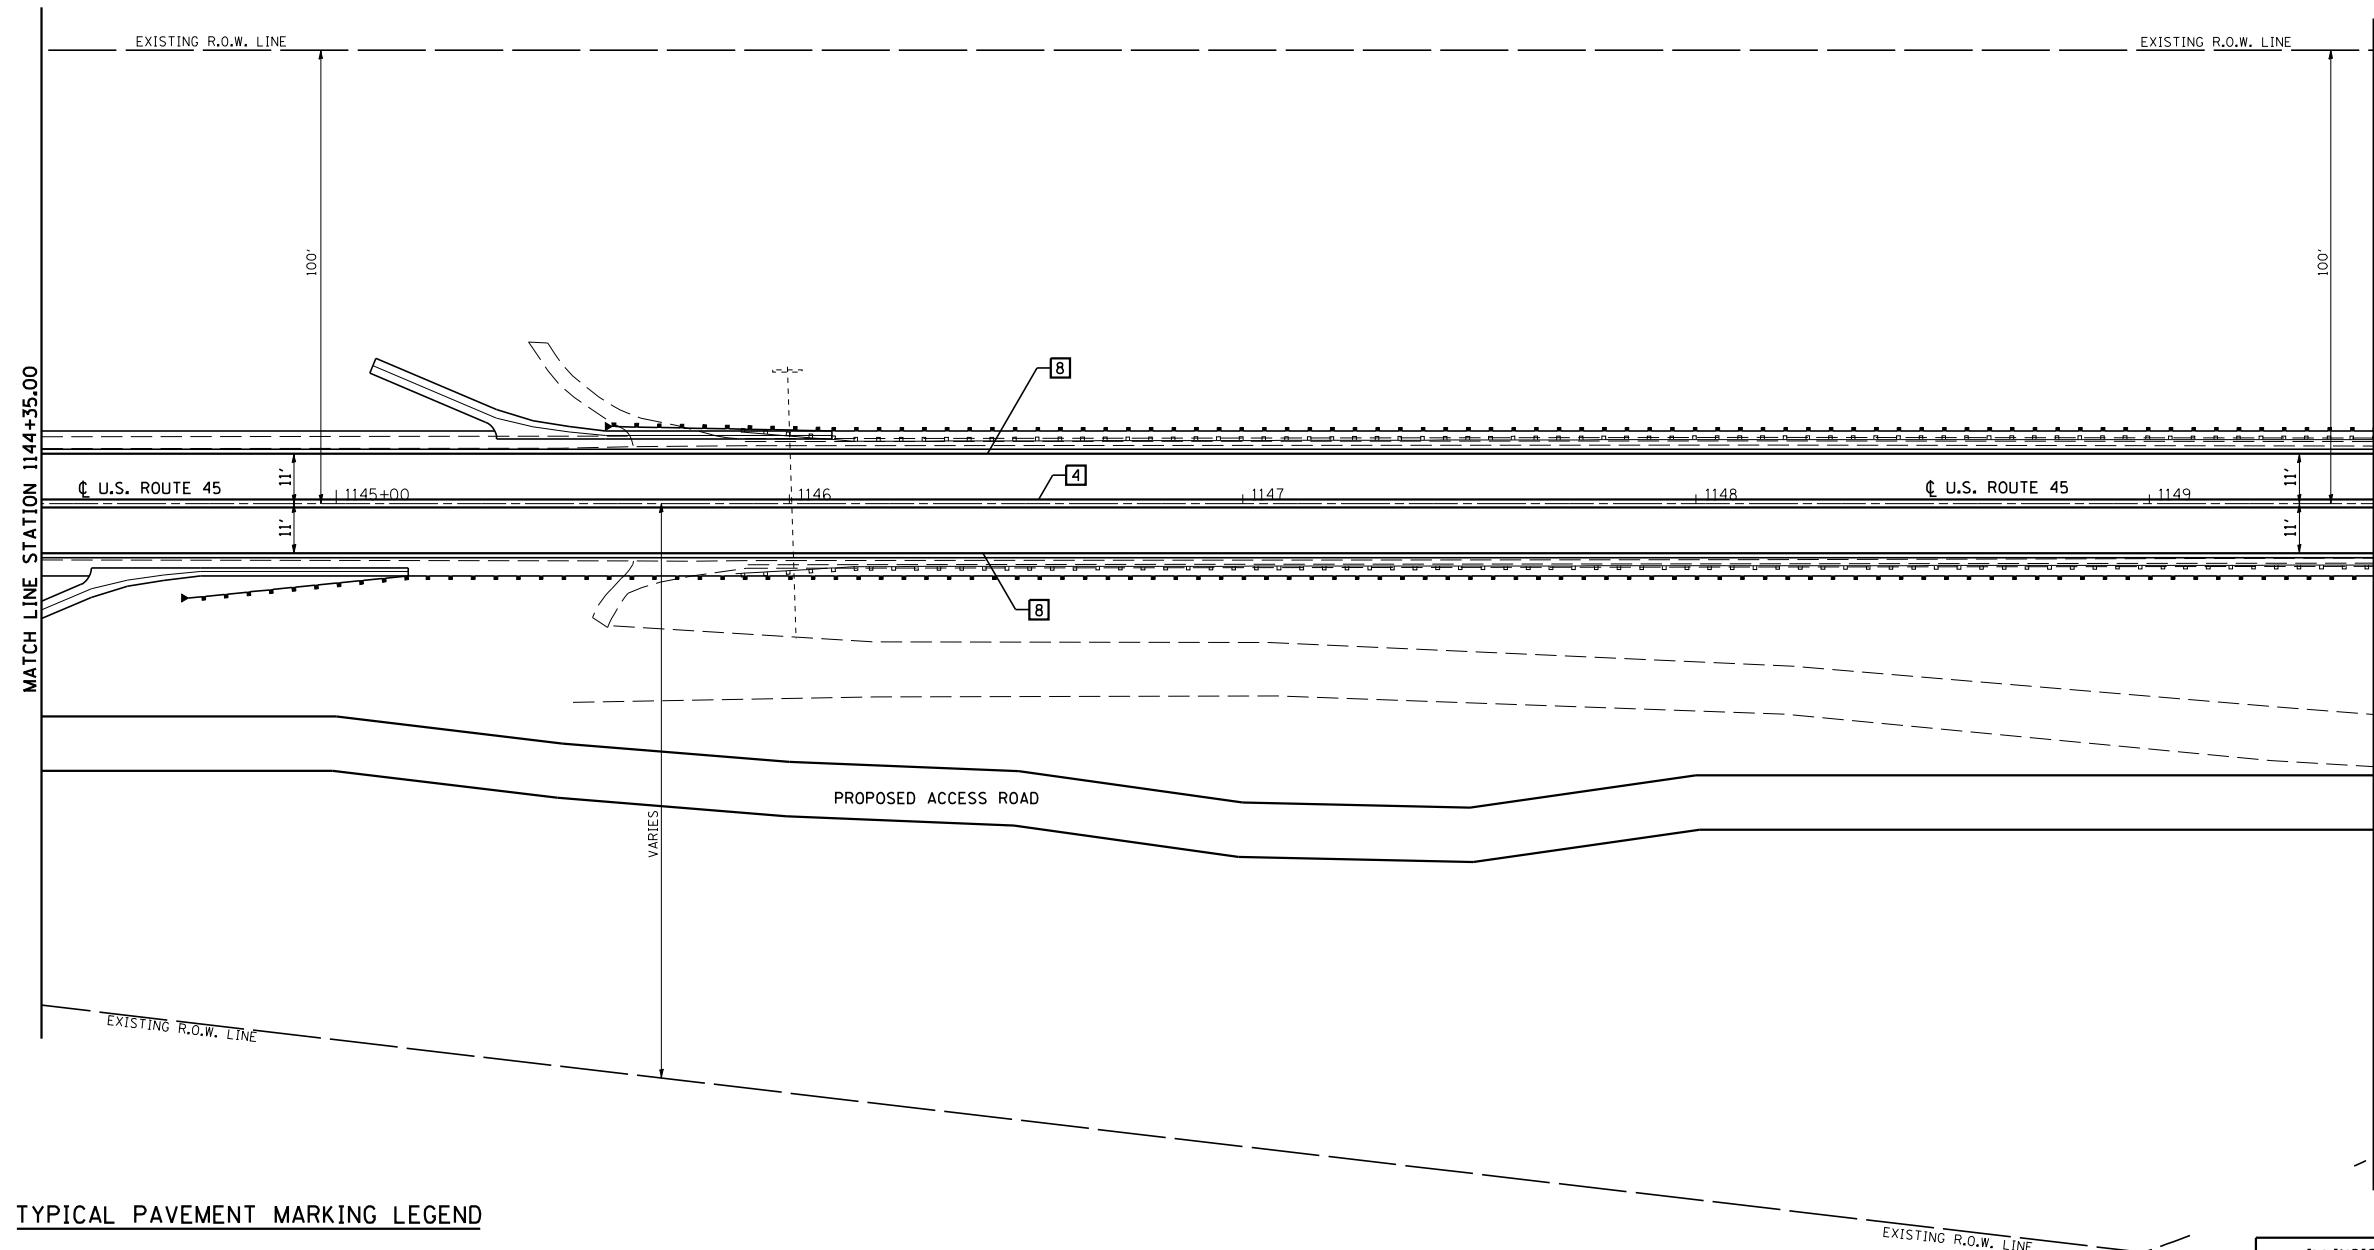 EXISTING R.O.W. LINE
EXISTING R.O.W. LINE
100'
100'
MATCH LINE STATION 1144+35.00
8
4
11'
℄ U.S. ROUTE 45
1145+00
1146
1147
1148
℄ U.S. ROUTE 45
1149
11'
11'
11'
8
PROPOSED ACCESS ROAD
VARIES
EXISTING R.O.W. LINE
TYPICAL PAVEMENT MARKING LEGEND
EXISTING R.O.W. LINE